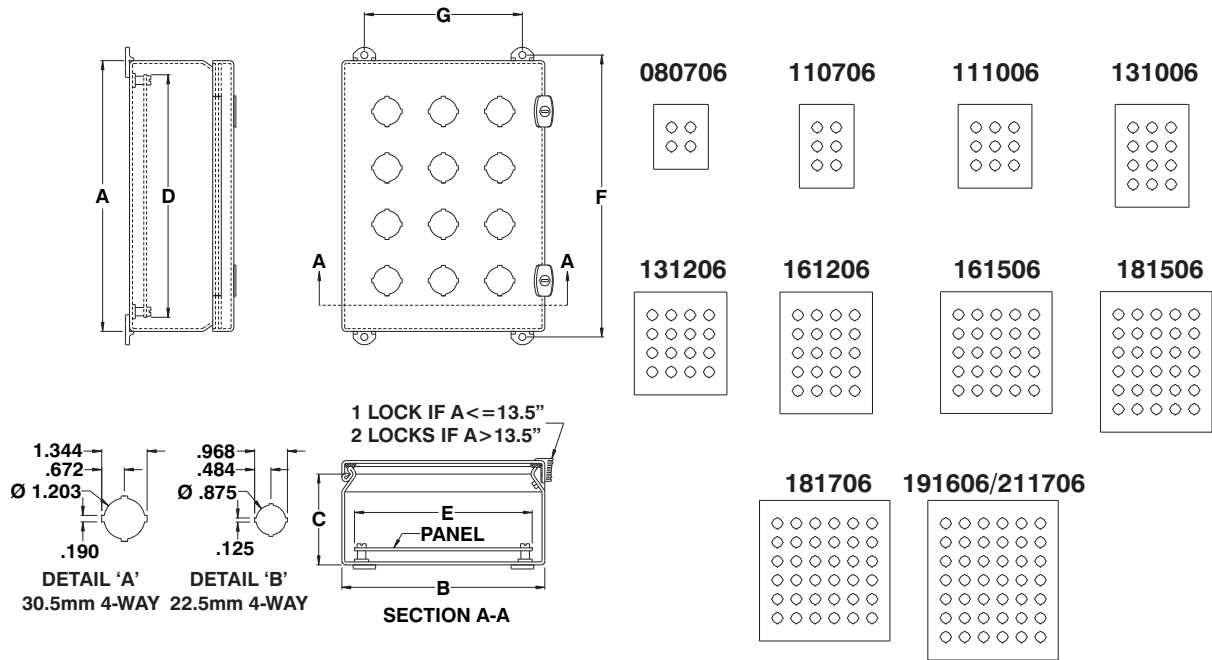 G
A
D
F
A
A
080706
110706
111006
131006
131206
161206
161506
181506
1 LOCK IF A<=13.5”
2 LOCKS IF A>13.5”
1.344
.672
Ø 1.203
.190
DETAIL ‘A’
30.5mm 4-WAY
.968
.484
Ø .875
.125
DETAIL ‘B’
22.5mm 4-WAY
C
E
PANEL
B
SECTION A-A
181706
191606/211706